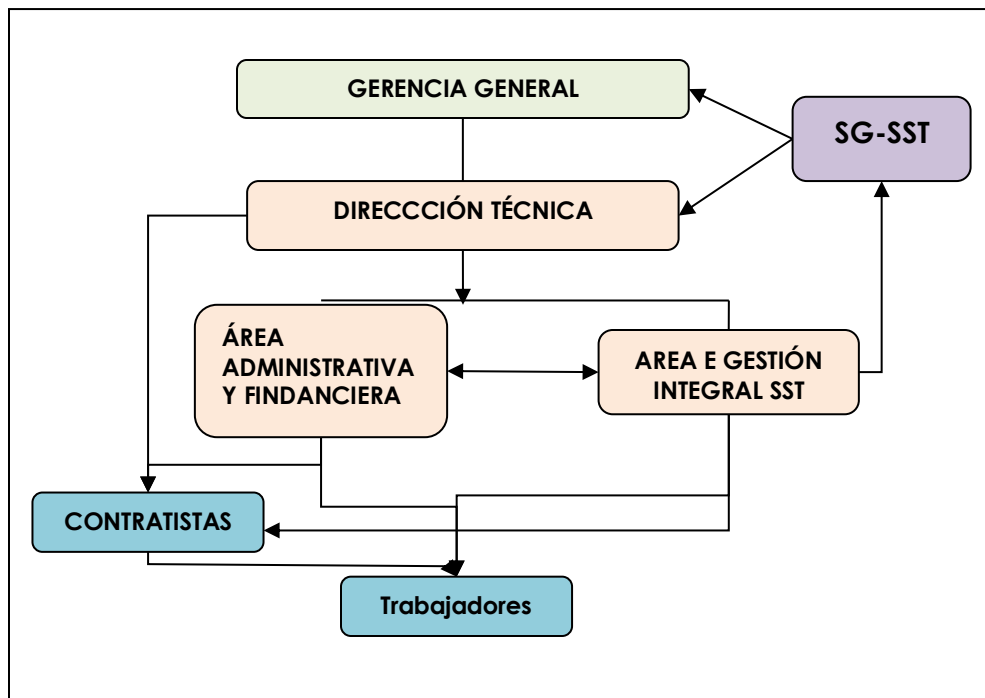 GERENCIA GENERAL
SG-SST
DIRECCCIÓN TÉCNICA
ÁREA
ADMINISTRATIVA
Y FINDANCIERA
AREA E GESTIÓN
INTEGRAL SST
CONTRATISTAS
Trabajadores